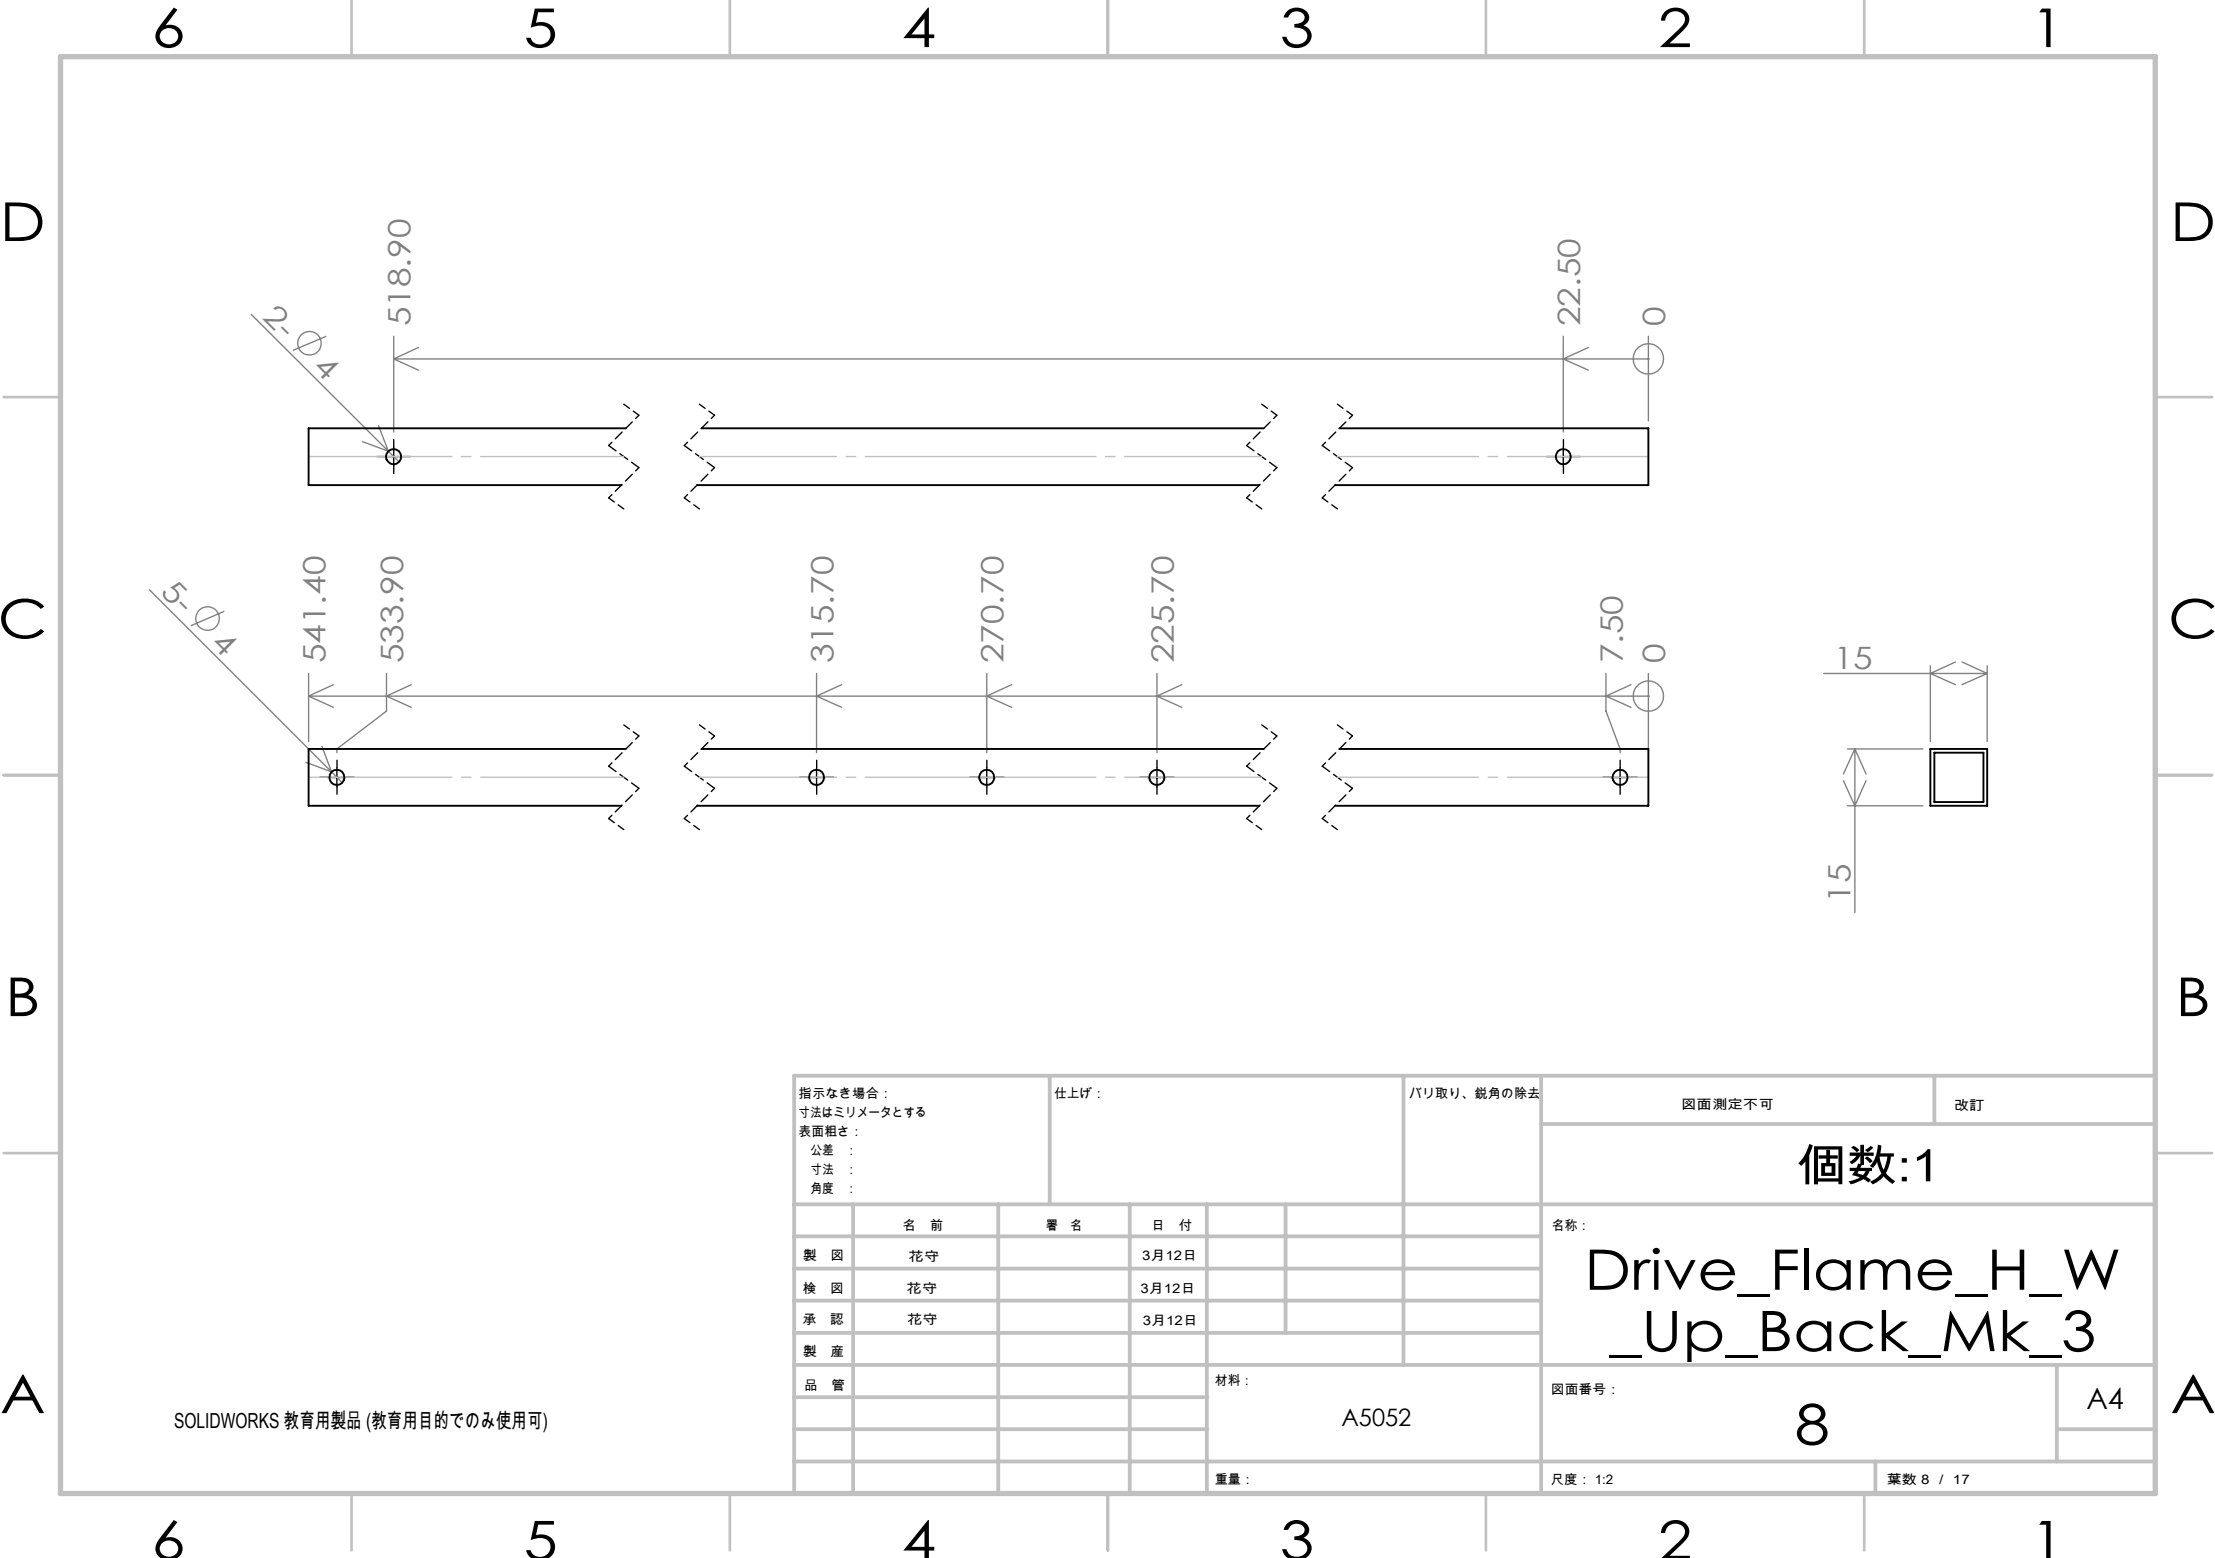 6 5 4 3 2 1
D D
518.90
22.50
0
2-∅4
C C
541.40
533.90
315.70
270.70
225.70
7.50
0
5-∅4
15
15
B B
指示なき場合：
寸法はミリメータとする
表面粗さ：
公差 ：
寸法 ：
角度 ：
仕上げ：
バリ取り、鋭角の除去
図面測定不可
改訂
個数:1
名 前 署 名 日 付
製 図 花守 3月12日
検 図 花守 3月12日
承 認 花守 3月12日
製 産
品 管
名称：
Drive_Flame_H_W
_Up_Back_Mk_3
材料：
A5052
図面番号：
8
A4
重量：
尺度： 1:2
葉数 8 / 17
A A
SOLIDWORKS 教育用製品 (教育用目的でのみ使用可)
6 5 4 3 2 1